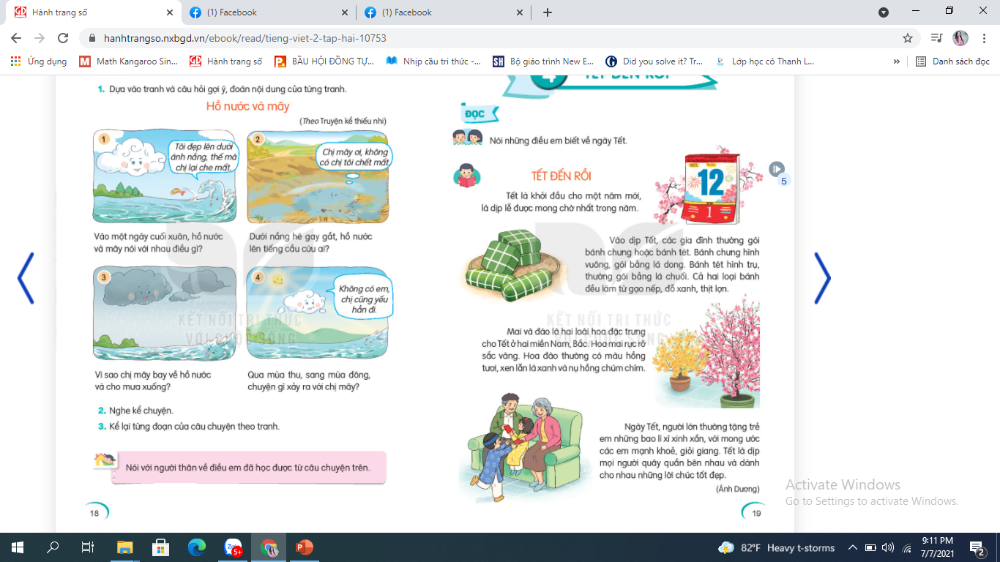 Hành trang số
(1) Facebook
(1) Facebook
hanhtrangso.nxbgd.vn/ebook/read/tieng-viet-2-tap-hai-10753
Ứng dụng
Math Kangaroo Sin...
Hành trang số
BẦU HỘI ĐỒNG TỰ...
Nhịp cầu tri thức -...
Bộ giáo trình New E...
Did you solve it? Tr...
Lớp học cô Thanh L...
»
Danh sách đọc
1. Dựa vào tranh và câu hỏi gợi ý, đoán nội dung của từng tranh.
Hồ nước và mây
(Theo Truyện kể thiếu nhi)
1
Tôi đẹp lên dưới
ánh nắng, thế mà
chị lại che mất.
2
Chị mây ơi, không
có chị tôi chết mất.
Vào một ngày cuối xuân, hồ nước
và mây nói với nhau điều gì?
Dưới nắng hè gay gắt, hồ nước
lên tiếng cầu cứu ai?
3
4
Không có em,
chị cũng yếu
hẳn đi.
KẾT NỐI TRI THỨC
VỚI CUỘC SỐNG
Vì sao chị mây bay về hồ nước
và cho mưa xuống?
Qua mùa thu, sang mùa đông,
chuyện gì xảy ra với chị mây?
2. Nghe kể chuyện.
3. Kể lại từng đoạn của câu chuyện theo tranh.
Nói với người thân về điều em đã học được từ câu chuyện trên.
18
TẾT ĐẾN RỒI
ĐỌC
Nói những điều em biết về ngày Tết.
TẾT ĐẾN RỒI
12
1
5
Tết là khởi đầu cho một năm mới,
là dịp lễ được mong chờ nhất trong năm.
Vào dịp Tết, các gia đình thường gói
bánh chưng hoặc bánh tét. Bánh chưng hình
vuông, gói bằng lá dong. Bánh tét hình trụ,
thường gói bằng lá chuối. Cả hai loại bánh
đều làm từ gạo nếp, đỗ xanh, thịt lợn.
KẾT NỐI TRI THỨC
VỚI CUỘC SỐNG
Mai và đào là hai loài hoa đặc trưng
cho Tết ở hai miền Nam, Bắc. Hoa mai rực rỡ
sắc vàng. Hoa đào thường có màu hồng
tươi, xen lẫn lá xanh và nụ hồng chúm chím.
Ngày Tết, người lớn thường tặng trẻ
em những bao lì xì xinh xắn, với mong ước
các em mạnh khoẻ, giỏi giang. Tết là dịp
mọi người quây quần bên nhau và dành
cho nhau những lời chúc tốt đẹp.
(Ánh Dương)
19
Activate Windows
Go to Settings to activate Windows.
5+
82°F Heavy t-storms
9:11 PM
7/7/2021
2